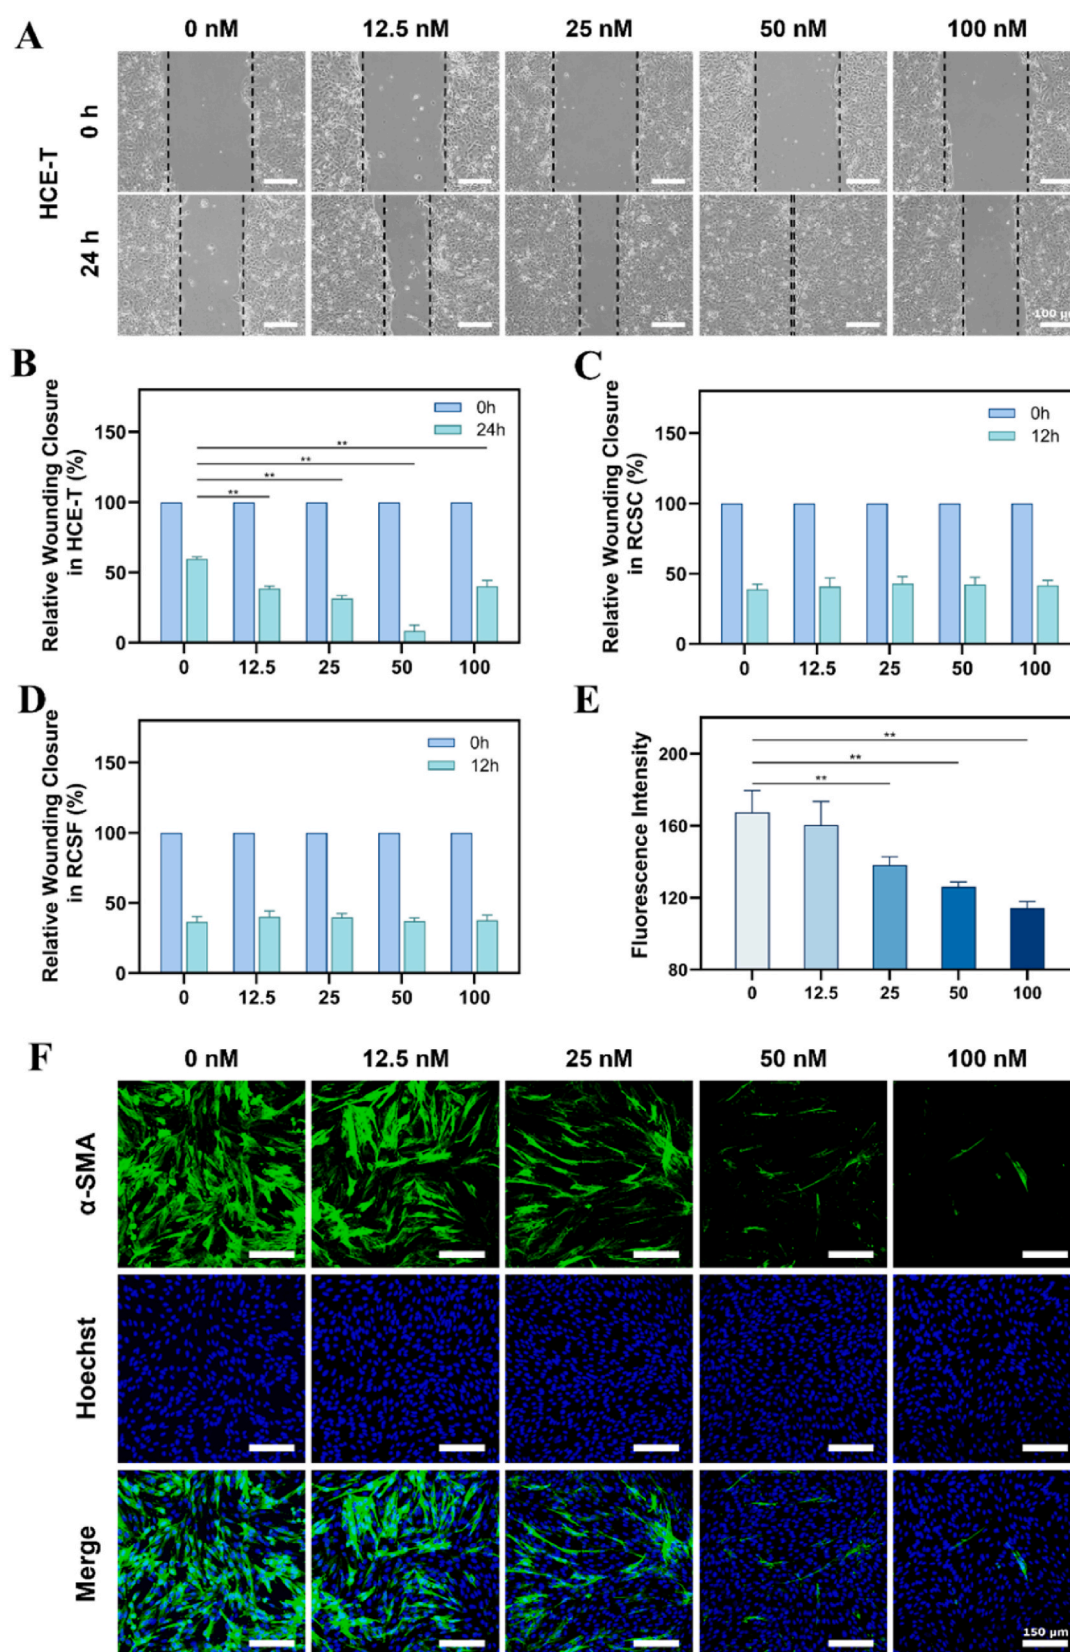 A
0 nM 12.5 nM 25 nM 50 nM 100 nM
HCE-T
0 h
24 h
100 μm
B
Relative Wounding Closure
in HCE-T (%)
150
100
50
0
0h
24h
**
**
**
**
0 12.5 25 50 100
C
Relative Wounding Closure
in RCSC (%)
150
100
50
0
0h
12h
0 12.5 25 50 100
D
Relative Wounding Closure
in RCSF (%)
150
100
50
0
0h
12h
0 12.5 25 50 100
E
Fluorescence Intensity
200
160
120
80
**
**
**
0 12.5 25 50 100
F
0 nM 12.5 nM 25 nM 50 nM 100 nM
α-SMA
Hoechst
Merge
150 μm